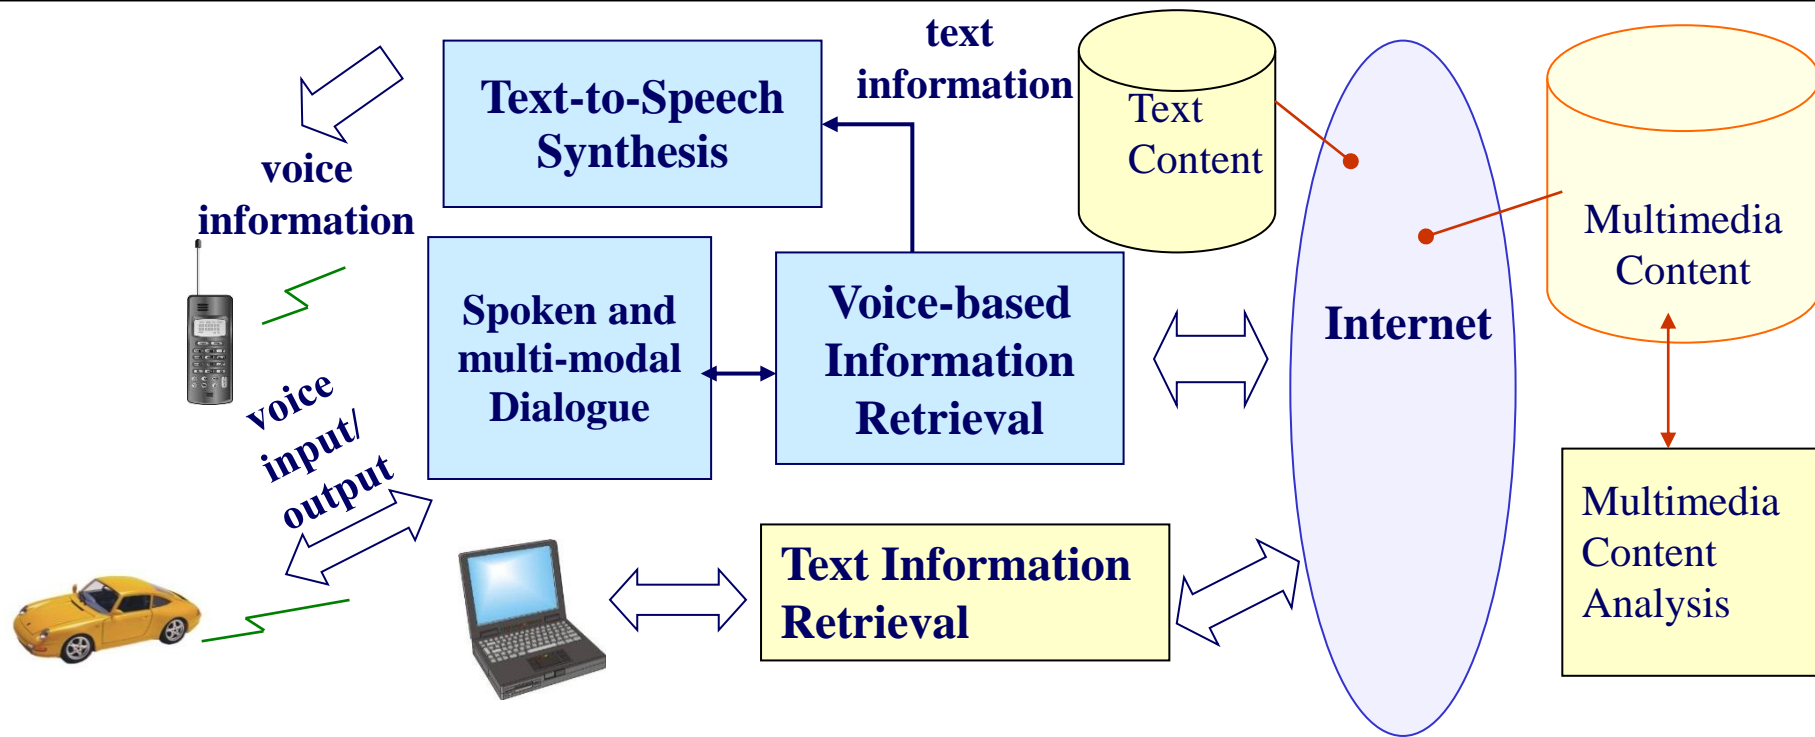 text
information
Text-to-Speech
Synthesis
Text
Content
voice
information
Multimedia
Content
Spoken and
multi-modal
Dialogue
Voice-based
Information
Retrieval
Internet
voice
input/
output
Text Information
Retrieval
Multimedia
Content
Analysis